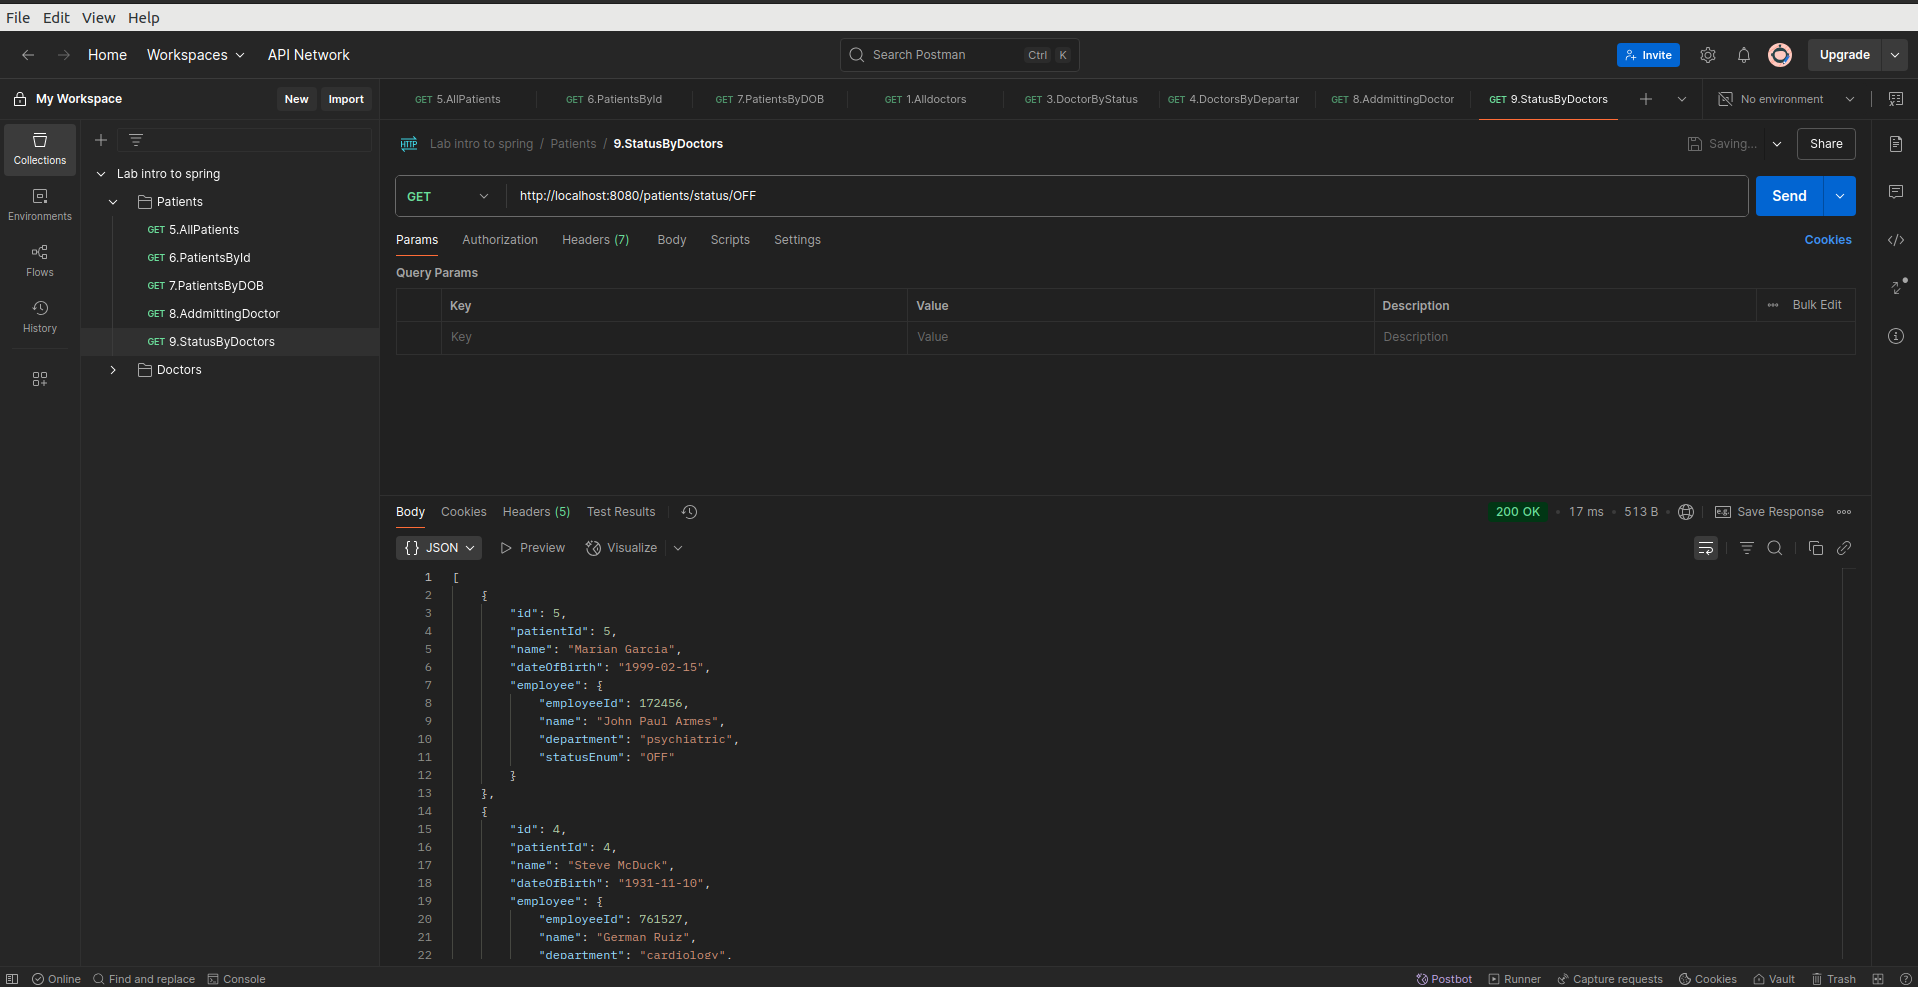 File Edit View Help
Home Workspaces API Network Search Postman Ctrl K Invite Upgrade
My Workspace New Import GET 5.AllPatients GET 6.PatientsById GET 7.PatientsByDOB GET 1.Alldoctors GET 3.DoctorByStatus GET 4.DoctorsByDepartar GET 8.AddmittingDoctor GET 9.StatusByDoctors No environment
Collections
Environments
Flows
History
Lab intro to spring
Patients
GET 5.AllPatients
GET 6.PatientsById
GET 7.PatientsByDOB
GET 8.AddmittingDoctor
GET 9.StatusByDoctors
Doctors
HTTP Lab intro to spring / Patients / 9.StatusByDoctors Saving... Share
GET http://localhost:8080/patients/status/OFF Send
Params Authorization Headers (7) Body Scripts Settings Cookies
Query Params
Key Value Description Bulk Edit
Key Value Description
Body Cookies Headers (5) Test Results 200 OK • 17 ms • 513 B e.g. Save Response
{} JSON Preview Visualize
1 [
2 {
3 "id": 5,
4 "patientId": 5,
5 "name": "Marian Garcia",
6 "dateOfBirth": "1999-02-15",
7 "employee": {
8 "employeeId": 172456,
9 "name": "John Paul Armes",
10 "department": "psychiatric",
11 "statusEnum": "OFF"
12 }
13 },
14 {
15 "id": 4,
16 "patientId": 4,
17 "name": "Steve McDuck",
18 "dateOfBirth": "1931-11-10",
19 "employee": {
20 "employeeId": 761527,
21 "name": "German Ruiz",
22 "department": "cardiology",
Online Find and replace Console Postbot Runner Capture requests Cookies Vault Trash